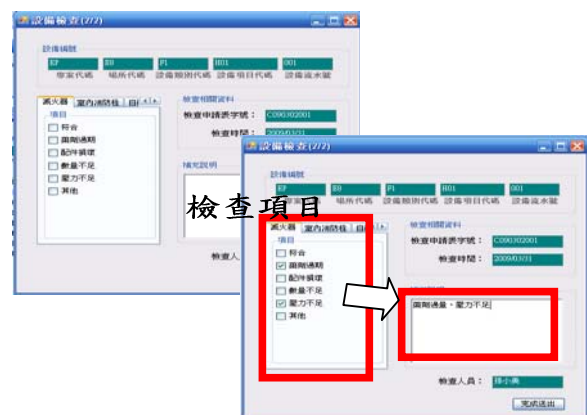 設備檢查(2/2)
設備編號
EF E0 P1 H01 001
專案代碼 場所代碼 設備類別代碼 設備項目代碼 設備流水號
滅火器 室內消防栓
項目
符合
藥劑過期
配件損壞
數量不足
壓力不足
其他
檢查相關資料
檢查申請表字號： C090302001
檢查時間： 2009/03/31
補充說明
檢查人
檢查項目
設備檢查(2/2)
設備編號
EF E0 P1 H01 001
場所代碼 設備類別代碼 設備項目代碼 設備流水號
滅火器 室內消防栓
項目
符合
藥劑過期
配件損壞
數量不足
壓力不足
其他
檢查相關資料
檢查申請表字號： C090302001
檢查時間： 2009/03/31
藥劑過量、壓力不足
檢查人員：
完成送出